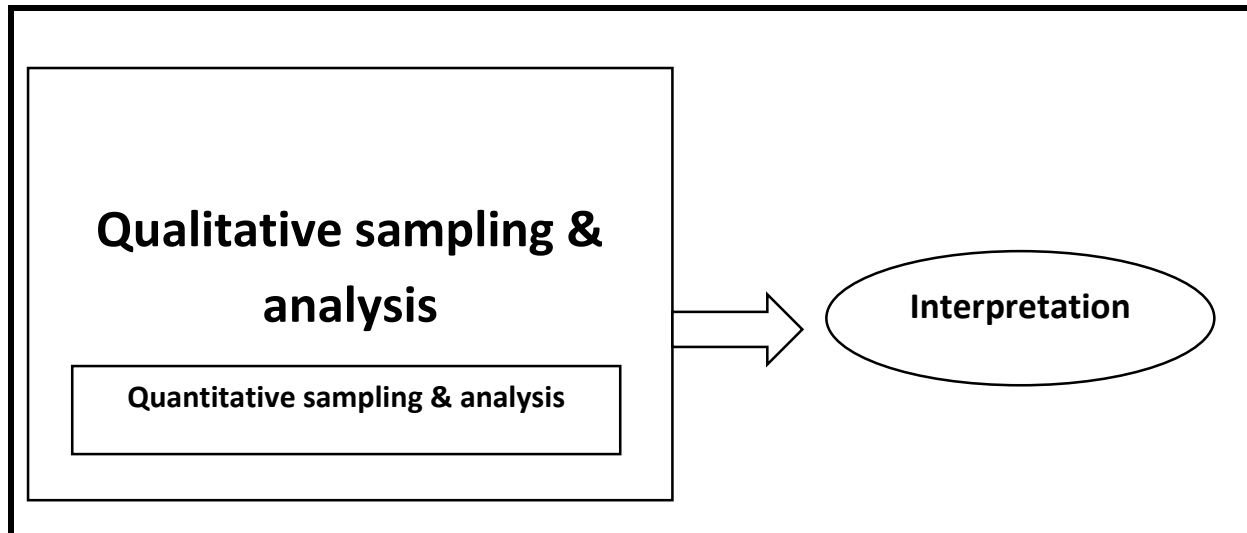 Qualitative sampling &
analysis
Quantitative sampling & analysis
Interpretation